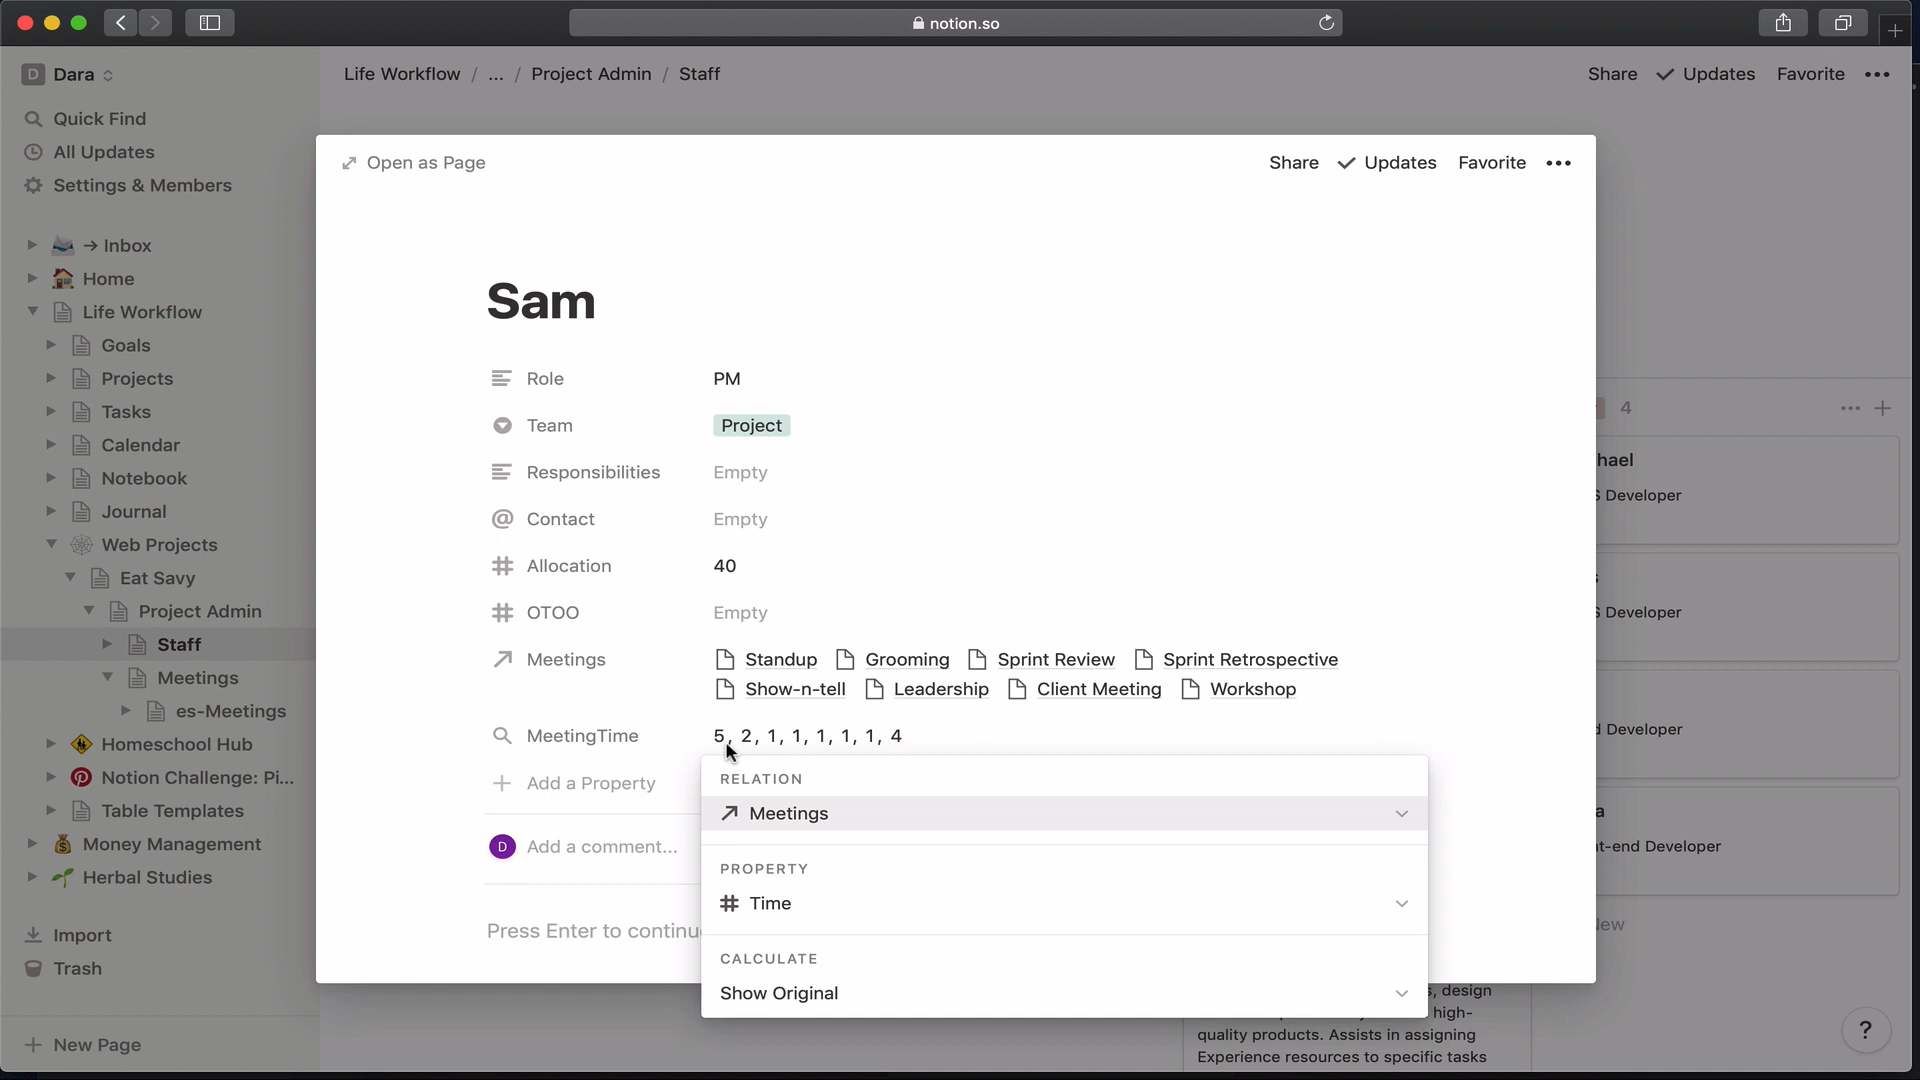 notion.so
D Dara
Life Workflow / ... / Project Admin / Staff
Share Updates Favorite
Quick Find
All Updates
Settings & Members
→ Inbox
Home
Life Workflow
Goals
Projects
Tasks
Calendar
Notebook
Journal
Web Projects
Eat Savy
Project Admin
Staff
Meetings
es-Meetings
Homeschool Hub
Notion Challenge: Pi...
Table Templates
Money Management
Herbal Studies
Import
Trash
New Page
Open as Page
Share Updates Favorite
Sam
Role PM
Team Project
Responsibilities Empty
Contact Empty
Allocation 40
OTOO Empty
Meetings Standup Grooming Sprint Review Sprint Retrospective
Show-n-tell Leadership Client Meeting Workshop
MeetingTime 5, 2, 1, 1, 1, 1, 1, 4
Add a Property
D Add a comment...
Press Enter to continu
RELATION
Meetings
PROPERTY
Time
CALCULATE
Show Original
4
hael
S Developer
s
S Developer
nd Developer
a
t-end Developer
ew
s, design
high-
quality products. Assists in assigning
Experience resources to specific tasks
?